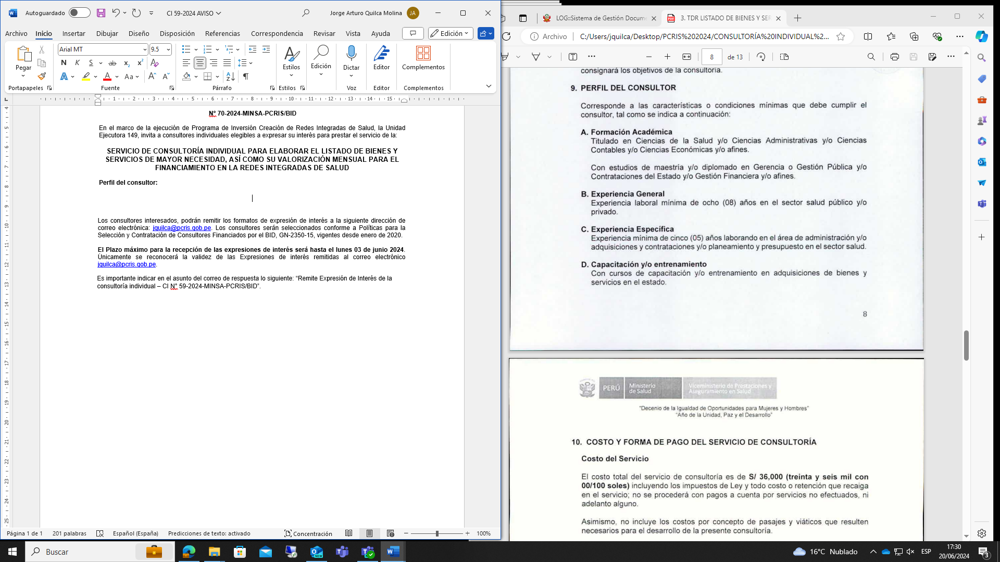 Autoguardado
CI 59-2024 AVISO
Jorge Arturo Quilca Molina
JA
Archivo
Inicio
Insertar
Dibujar
Diseño
Disposición
Referencias
Correspondencia
Revisar
Vista
Ayuda
Edición
Pegar
Arial MT
9.5
Estilos
Edición
Dictar
Editor
Complementos
Portapapeles
Fuente
Párrafo
Estilos
Voz
Editor
Complementos
N° 70-2024-MINSA-PCRIS/BID
En el marco de la ejecución de Programa de Inversión Creación de Redes Integradas de Salud, la Unidad
Ejecutora 149, invita a consultores individuales elegibles a expresar su interés para prestar el servicio de la:
SERVICIO DE CONSULTORÍA INDIVIDUAL PARA ELABORAR EL LISTADO DE BIENES Y
SERVICIOS DE MAYOR NECESIDAD, ASÍ COMO SU VALORIZACIÓN MENSUAL PARA EL
FINANCIAMIENTO EN LA REDES INTEGRADAS DE SALUD
Perfil del consultor:
Los consultores interesados, podrán remitir los formatos de expresión de interés a la siguiente dirección de
correo electrónica: jquilca@pcris.gob.pe. Los consultores serán seleccionados conforme a Políticas para la
Selección y Contratación de Consultores Financiados por el BID, GN-2350-15, vigentes desde enero de 2020.
El Plazo máximo para la recepción de las expresiones de interés será hasta el lunes 03 de junio 2024.
Únicamente se reconocerá la validez de las Expresiones de interés remitidas al correo electrónico
jquilca@pcris.gob.pe.
Es importante indicar en el asunto del correo de respuesta lo siguiente: “Remite Expresión de Interés de la
consultoría individual – CI N° 59-2024-MINSA-PCRIS/BID”.
Página 1 de 1
201 palabras
Español (España)
Predicciones de texto: activado
Concentración
100%
LOG::Sistema de Gestión Docume
3. TDR LISTADO DE BIENES Y SER
Archivo
C:/Users/jquilca/Desktop/PCRIS%202024/CONSULTORÍA%20INDIVIDUAL%2...
8
de 13
consignará los objetivos de la consultoría.
9. PERFIL DEL CONSULTOR
Corresponde a las características o condiciones mínimas que debe cumplir el
consultor, tal como se indica a continuación:
A. Formación Académica
Titulado en Ciencias de la Salud y/o Ciencias Administrativas y/o Ciencias
Contables y/o Ciencias Económicas y/o afines.
Con estudios de maestría y/o diplomado en Gerencia o Gestión Pública y/o
Contrataciones del Estado y/o Gestión Financiera y/o afines.
B. Experiencia General
Experiencia laboral mínima de ocho (08) años en el sector salud público y/o
privado.
C. Experiencia Específica
Experiencia mínima de cinco (05) años laborando en el área de administración y/o
adquisiciones y contrataciones y/o planeamiento y presupuesto en el sector salud.
D. Capacitación y/o entrenamiento
Con cursos de capacitación y/o entrenamiento en adquisiciones de bienes y
servicios en el estado.
8
PERÚ
Ministerio
de Salud
Viceministerio de Prestaciones y
Aseguramiento en Salud
“Decenio de la Igualdad de Oportunidades para Mujeres y Hombres”
“Año de la Unidad, Paz y el Desarrollo”
10. COSTO Y FORMA DE PAGO DEL SERVICIO DE CONSULTORÍA
Costo del Servicio
El costo total del servicio de consultoría es de S/ 36,000 (treinta y seis mil con
00/100 soles) incluyendo los impuestos de Ley y todo costo o retención que recaiga
en el servicio; no se procederá con pagos a cuenta por servicios no efectuados, ni
adelanto alguno.
Asimismo, no incluye los costos por concepto de pasajes y viáticos que resulten
necesarios para el desarrollo de la presente consultoría.
Buscar
16°C Nublado
ESP
17:30
20/06/2024
3